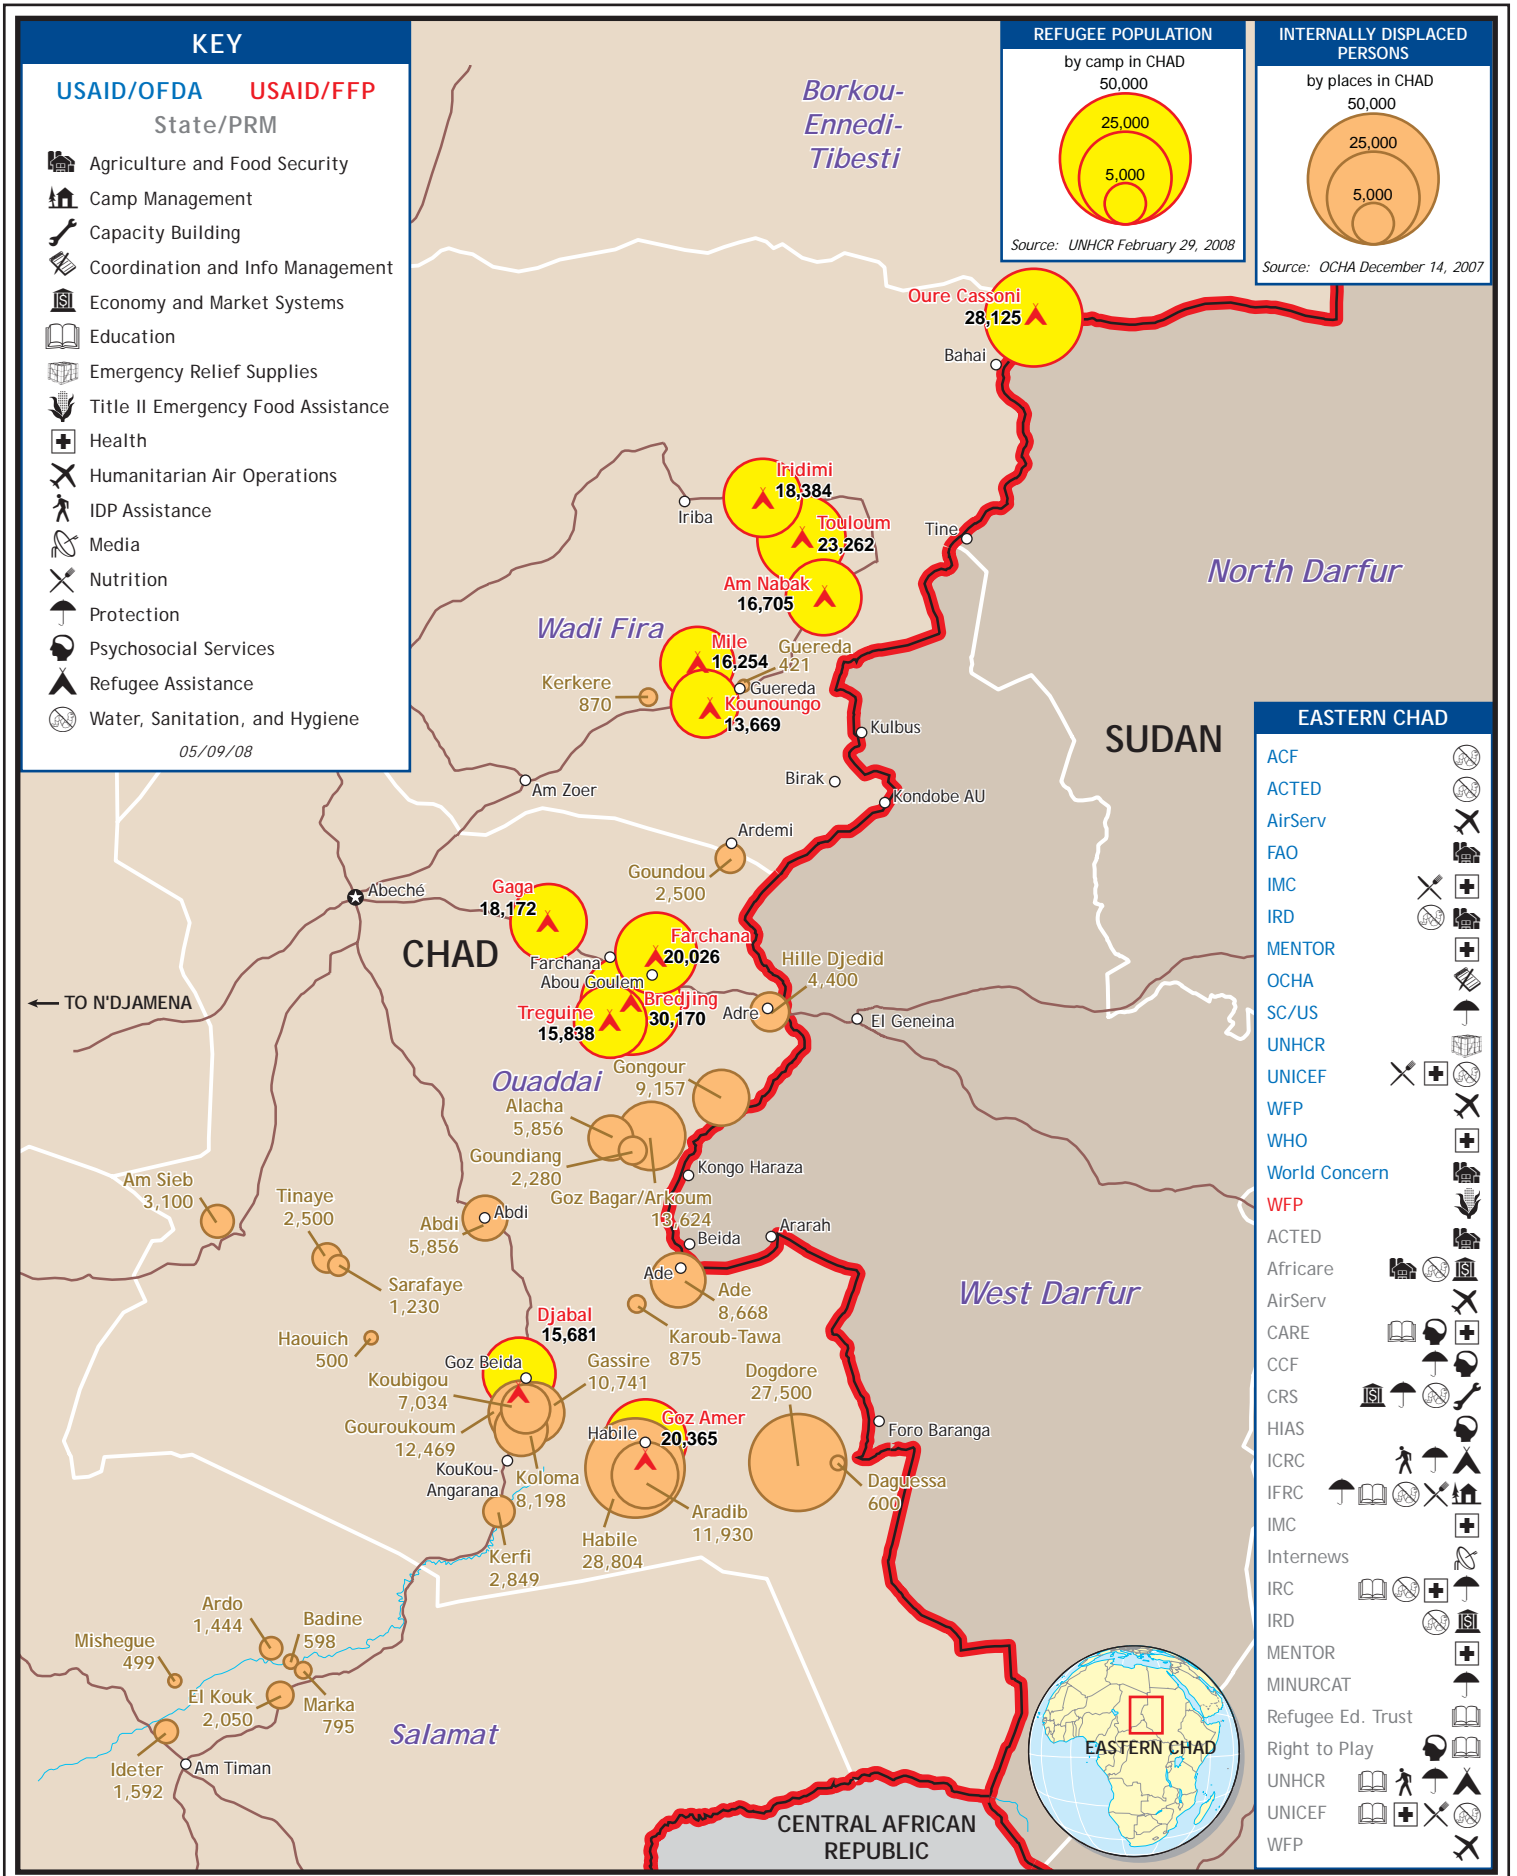 KEY
USAID/OFDA USAID/FFP
State/PRM
Agriculture and Food Security
Camp Management
Capacity Building
Coordination and Info Management
Economy and Market Systems
Education
Emergency Relief Supplies
Title II Emergency Food Assistance
Health
Humanitarian Air Operations
IDP Assistance
Media
Nutrition
Protection
Psychosocial Services
Refugee Assistance
Water, Sanitation, and Hygiene
05/09/08
REFUGEE POPULATION
by camp in CHAD
50,000
25,000
5,000
Source: UNHCR February 29, 2008
INTERNALLY DISPLACED
PERSONS
by places in CHAD
50,000
25,000
5,000
Source: OCHA December 14, 2007
Borkou-
Ennedi-
Tibesti
Oure Cassoni
28,125
Bahai
Iridimi
18,384
Iriba
Touloum
23,262
Tine
Am Nabak
16,705
North Darfur
Wadi Fira
Mile
16,254
Guereda
421
Kerkere
870
Guereda
Kounoungo
13,669
Kulbus
SUDAN
Birak
Am Zoer
Kondobe AU
Ardemi
Goundou
2,500
Abeché
Gaga
18,172
CHAD
Farchana
20,026
Farchana
Abou Goulem
Hille Djedid
4,400
TO N'DJAMENA
Bredjing
30,170
Treguine
15,838
Adre
El Geneina
Ouaddai
Gongour
9,157
Alacha
5,856
Goundiang
2,280
Kongo Haraza
Goz Bagar/Arkoum
13,624
Am Sieb
3,100
Tinaye
2,500
Abdi
5,856
Abdi
Beida
Ararah
Ade
Ade
8,668
Sarafaye
1,230
West Darfur
Djabal
15,681
Karoub-Tawa
875
Haouich
500
Goz Beida
Gassire
10,741
Dogdore
27,500
Koubigou
7,034
Gouroukoum
12,469
Goz Amer
20,365
Habile
Foro Baranga
KouKou-
Angarana
Koloma
8,198
Daguessa
600
Aradib
11,930
Habile
28,804
Kerfi
2,849
Ardo
1,444
Badine
598
Mishegue
499
El Kouk
2,050
Marka
795
Salamat
Ideter
1,592
Am Timan
CENTRAL AFRICAN
REPUBLIC
EASTERN CHAD
EASTERN CHAD
ACF
ACTED
AirServ
FAO
IMC
IRD
MENTOR
OCHA
SC/US
UNHCR
UNICEF
WFP
WHO
World Concern
WFP
ACTED
Africare
AirServ
CARE
CCF
CRS
HIAS
ICRC
IFRC
IMC
Internews
IRC
IRD
MENTOR
MINURCAT
Refugee Ed. Trust
Right to Play
UNHCR
UNICEF
WFP